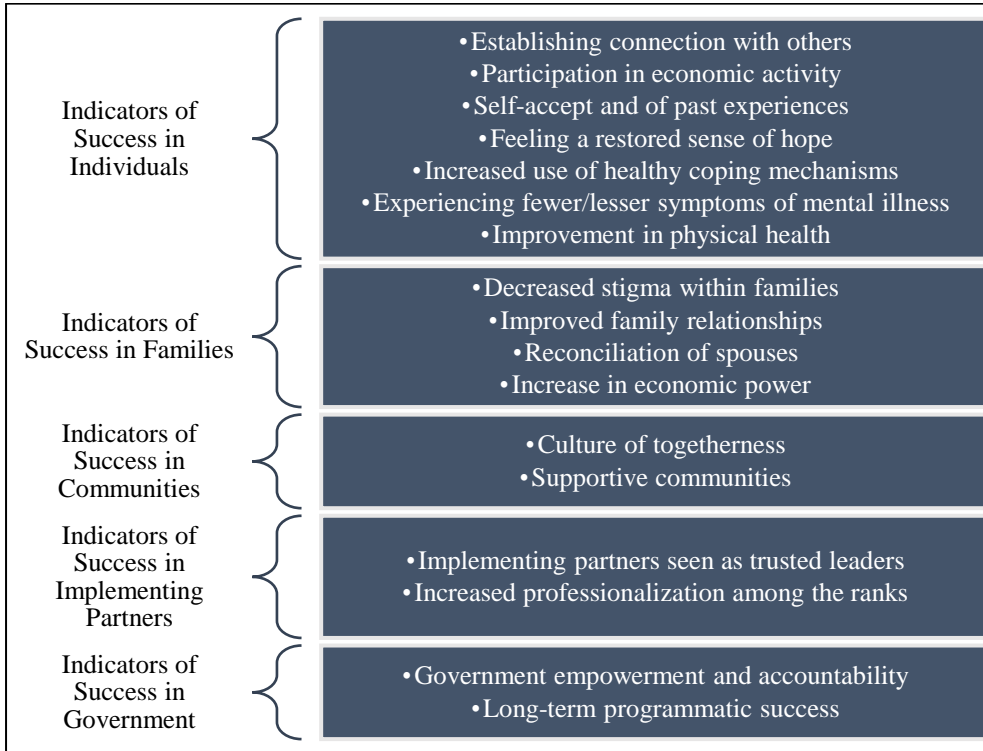 Indicators of
Success in
Individuals
•Establishing connection with others
•Participation in economic activity
•Self-accept and of past experiences
•Feeling a restored sense of hope
•Increased use of healthy coping mechanisms
•Experiencing fewer/lesser symptoms of mental illness
•Improvement in physical health
Indicators of
Success in Families
•Decreased stigma within families
•Improved family relationships
•Reconciliation of spouses
•Increase in economic power
Indicators of
Success in
Communities
•Culture of togetherness
•Supportive communities
Indicators of
Success in
Implementing
Partners
•Implementing partners seen as trusted leaders
•Increased professionalization among the ranks
Indicators of
Success in
Government
•Government empowerment and accountability
•Long-term programmatic success